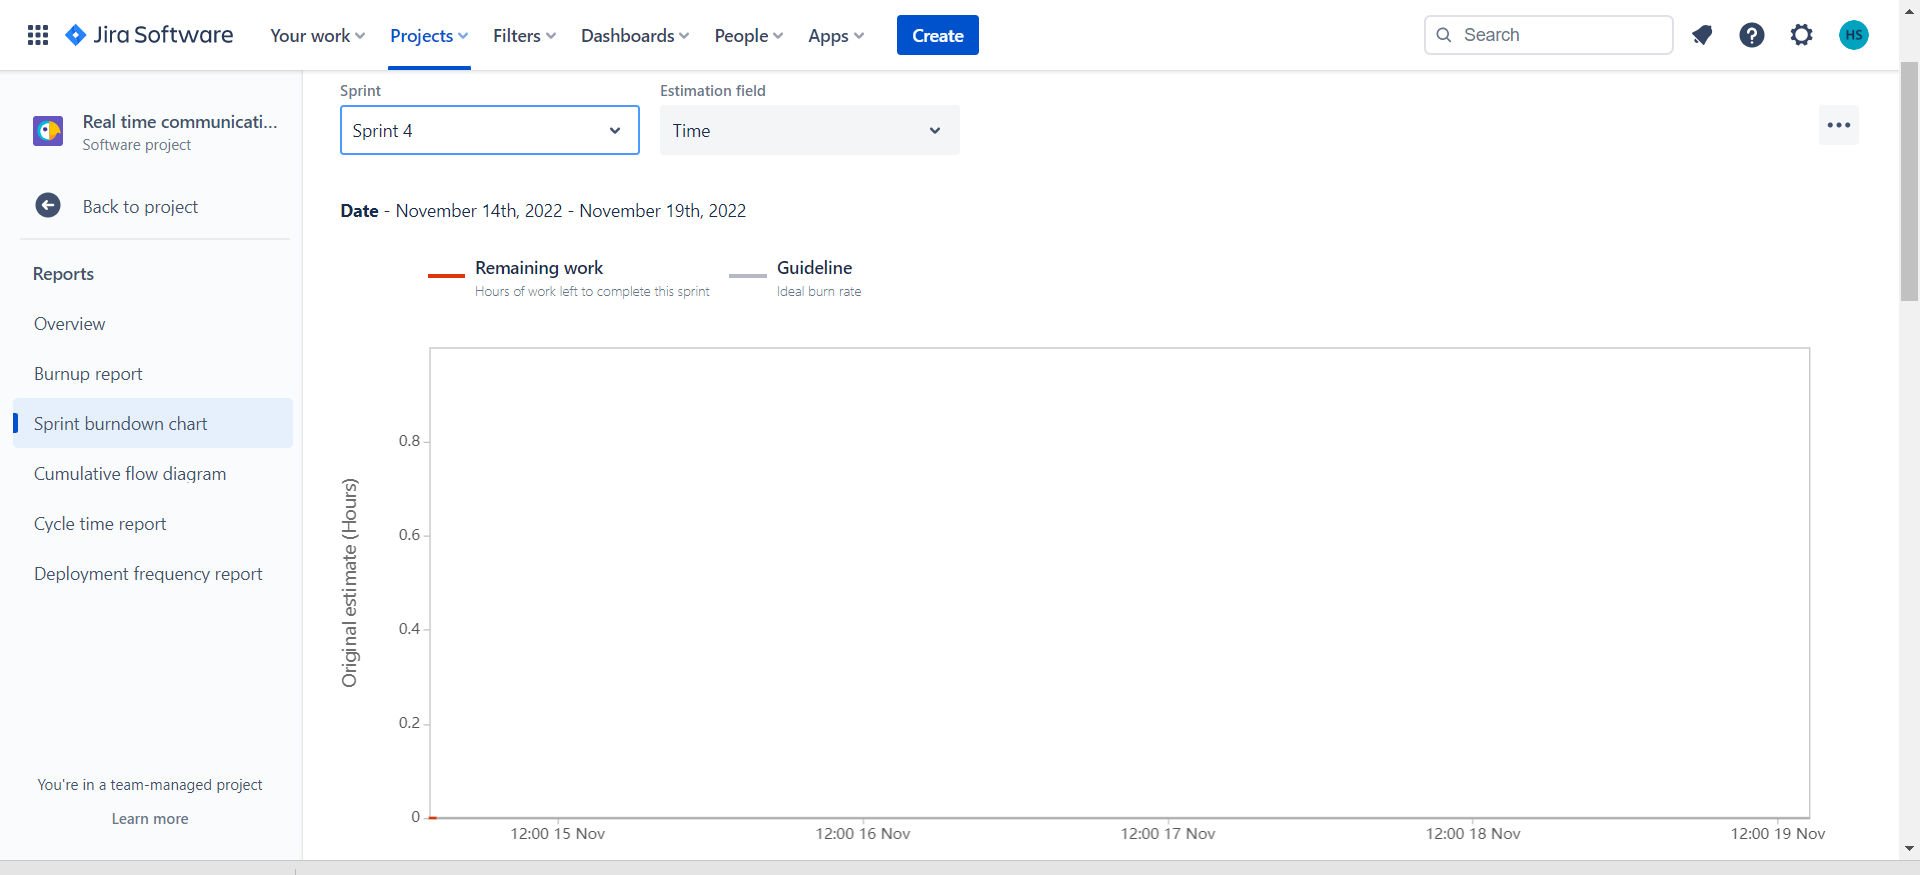 Jira Software
Your work
Projects
Filters
Dashboards
People
Apps
Create
Search
HS
Real time communicati...
Software project
Back to project
Reports
Overview
Burnup report
Sprint burndown chart
Cumulative flow diagram
Cycle time report
Deployment frequency report
You're in a team-managed project
Learn more
Sprint
Sprint 4
Estimation field
Time
Date - November 14th, 2022 - November 19th, 2022
Remaining work
Hours of work left to complete this sprint
Guideline
Ideal burn rate
Original estimate (Hours)
0.8
0.6
0.4
0.2
0
12:00 15 Nov
12:00 16 Nov
12:00 17 Nov
12:00 18 Nov
12:00 19 Nov